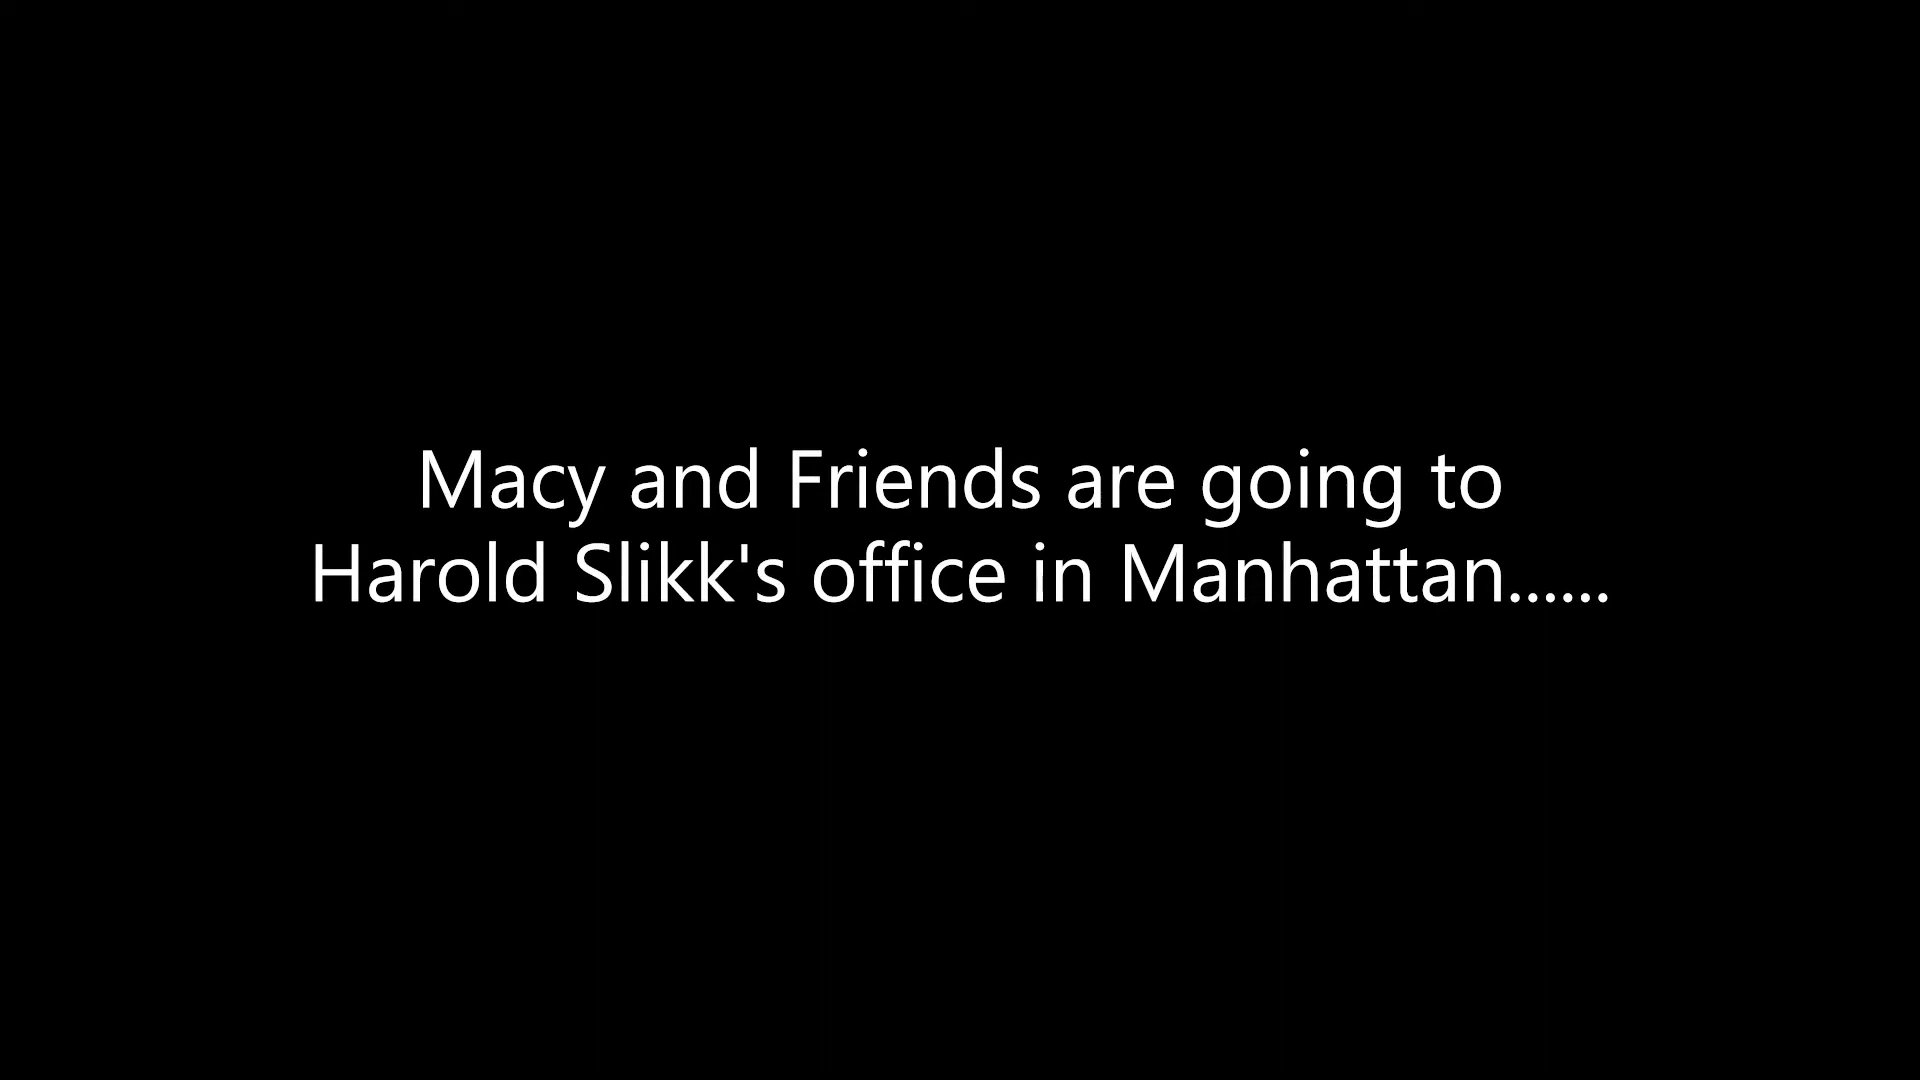 Macy and Friends are going to
Harold Slikk's office in Manhattan......